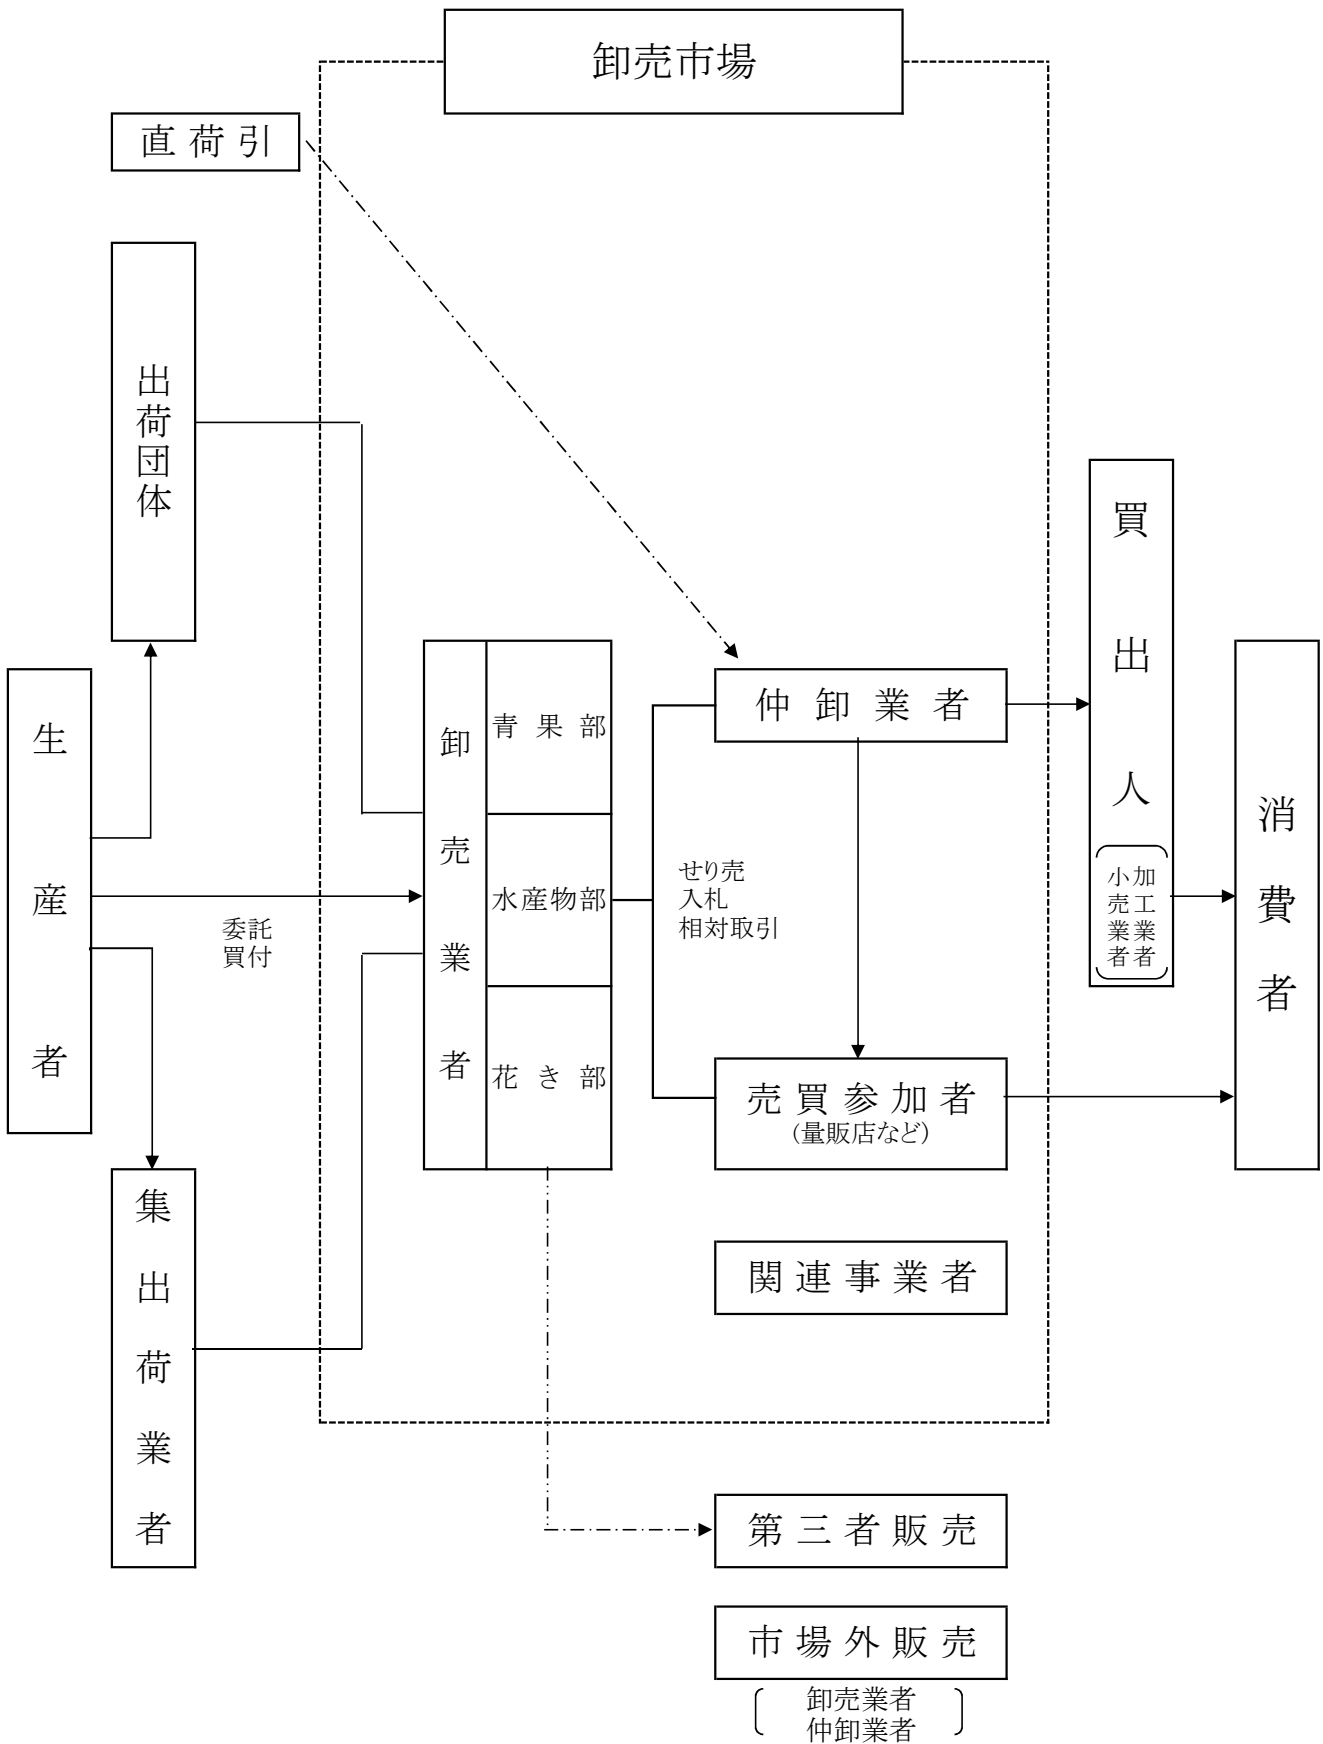 卸売市場
直荷引
出荷団体
生産者
集出荷業者
委託
買付
卸売業者
青果部
水産物部
花き部
せり売
入札
相対取引
仲卸業者
売買参加者
(量販店など)
関連事業者
買出人
加工業者
小売業者
消費者
第三者販売
市場外販売
卸売業者
仲卸業者